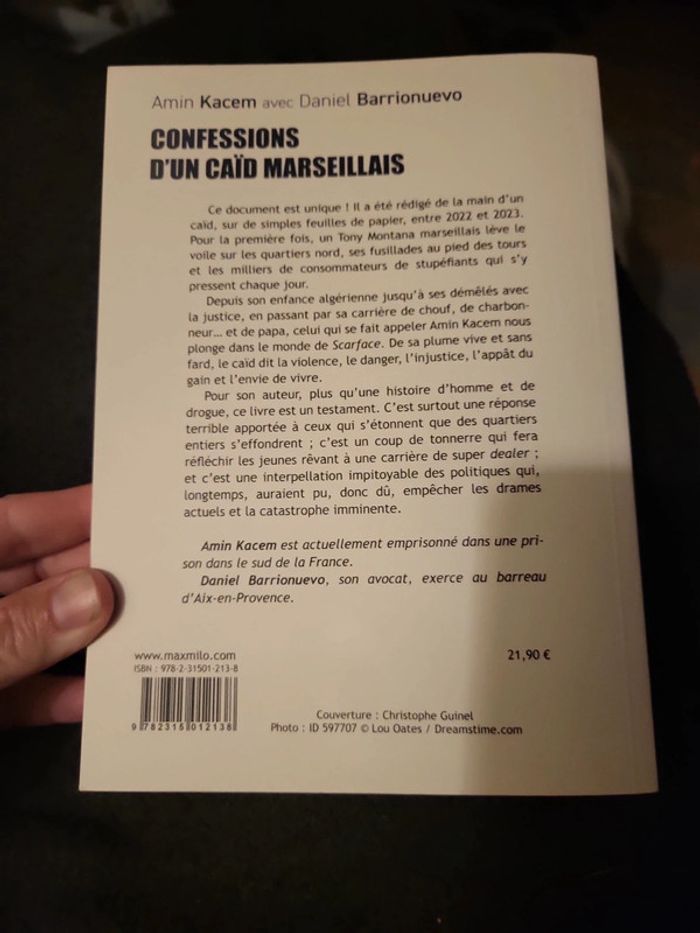 Amin Kacem avec Daniel Barrionuevo
CONFESSIONS
D'UN CAÏD MARSEILLAIS
Ce document est unique ! Il a été rédigé de la main d'un
caïd, sur de simples feuilles de papier, entre 2022 et 2023.
Pour la première fois, un Tony Montana marseillais lève le
voile sur les quartiers nord, ses fusillades au pied des tours
et les milliers de consommateurs de stupéfiants qui s'y
pressent chaque jour.
Depuis son enfance algérienne jusqu'à ses démêlés avec
la justice, en passant par sa carrière de chouf, de charbon-
neur... et de papa, celui qui se fait appeler Amin Kacem nous
plonge dans le monde de Scarface. De sa plume vive et sans
fard, le caïd dit la violence, le danger, l'injustice, l'appât du
gain et l'envie de vivre.
Pour son auteur, plus qu'une histoire d'homme et de
drogue, ce livre est un testament. C'est surtout une réponse
terrible apportée à ceux qui s'étonnent que des quartiers
entiers s'effondrent ; c'est un coup de tonnerre qui fera
réfléchir les jeunes rêvant à une carrière de super dealer ;
et c'est une interpellation impitoyable des politiques qui,
longtemps, auraient pu, donc dû, empêcher les drames
actuels et la catastrophe imminente.
Amin Kacem est actuellement emprisonné dans une pri-
son dans le sud de la France.
Daniel Barrionuevo, son avocat, exerce au barreau
d'Aix-en-Provence.
www.maxmilo.com
21,90 €
ISBN : 978-2-31501-213-8
9 782315 012138
Couverture : Christophe Guinel
Photo : ID 597707 © Lou Oates / Dreamstime.com